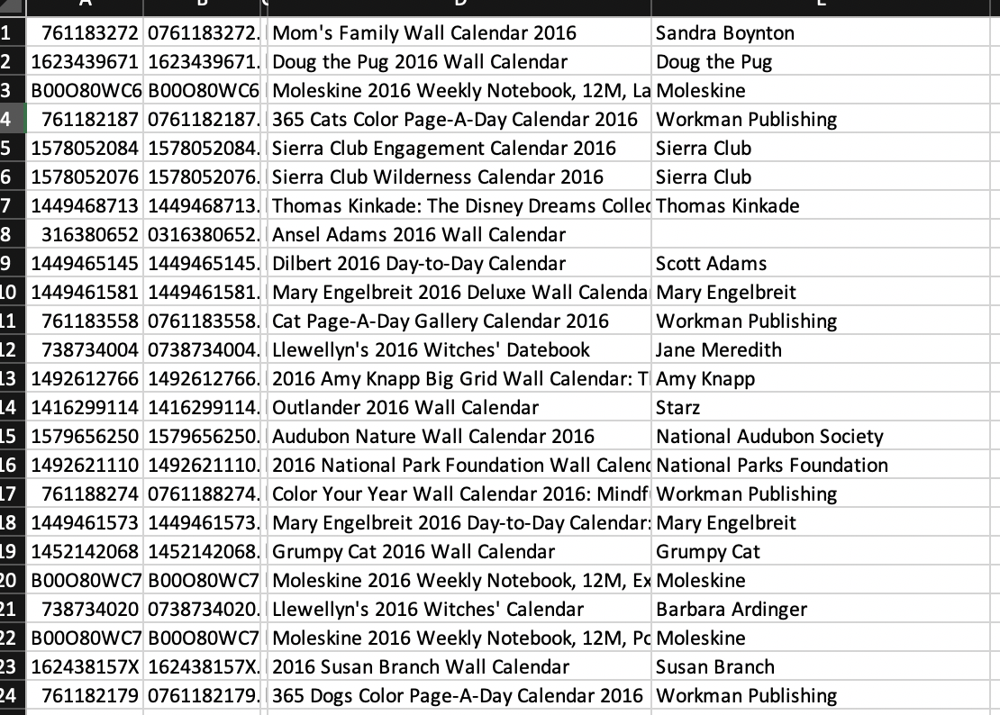 A B C D E
1 761183272 0761183272. Mom's Family Wall Calendar 2016 Sandra Boynton
2 1623439671 1623439671. Doug the Pug 2016 Wall Calendar Doug the Pug
3 B00O80WC6 B00O80WC6 Moleskine 2016 Weekly Notebook, 12M, La Moleskine
4 761182187 0761182187. 365 Cats Color Page-A-Day Calendar 2016 Workman Publishing
5 1578052084 1578052084. Sierra Club Engagement Calendar 2016 Sierra Club
6 1578052076 1578052076. Sierra Club Wilderness Calendar 2016 Sierra Club
7 1449468713 1449468713. Thomas Kinkade: The Disney Dreams Collec Thomas Kinkade
8 316380652 0316380652. Ansel Adams 2016 Wall Calendar
9 1449465145 1449465145. Dilbert 2016 Day-to-Day Calendar Scott Adams
10 1449461581 1449461581. Mary Engelbreit 2016 Deluxe Wall Calenda Mary Engelbreit
11 761183558 0761183558. Cat Page-A-Day Gallery Calendar 2016 Workman Publishing
12 738734004 0738734004. Llewellyn's 2016 Witches' Datebook Jane Meredith
13 1492612766 1492612766. 2016 Amy Knapp Big Grid Wall Calendar: T Amy Knapp
14 1416299114 1416299114. Outlander 2016 Wall Calendar Starz
15 1579656250 1579656250. Audubon Nature Wall Calendar 2016 National Audubon Society
16 1492621110 1492621110. 2016 National Park Foundation Wall Calend National Parks Foundation
17 761188274 0761188274. Color Your Year Wall Calendar 2016: Mindf Workman Publishing
18 1449461573 1449461573. Mary Engelbreit 2016 Day-to-Day Calendar: Mary Engelbreit
19 1452142068 1452142068. Grumpy Cat 2016 Wall Calendar Grumpy Cat
20 B00O80WC7 B00O80WC7 Moleskine 2016 Weekly Notebook, 12M, Ex Moleskine
21 738734020 0738734020. Llewellyn's 2016 Witches' Calendar Barbara Ardinger
22 B00O80WC7 B00O80WC7 Moleskine 2016 Weekly Notebook, 12M, Po Moleskine
23 162438157X 162438157X. 2016 Susan Branch Wall Calendar Susan Branch
24 761182179 0761182179. 365 Dogs Color Page-A-Day Calendar 2016 Workman Publishing